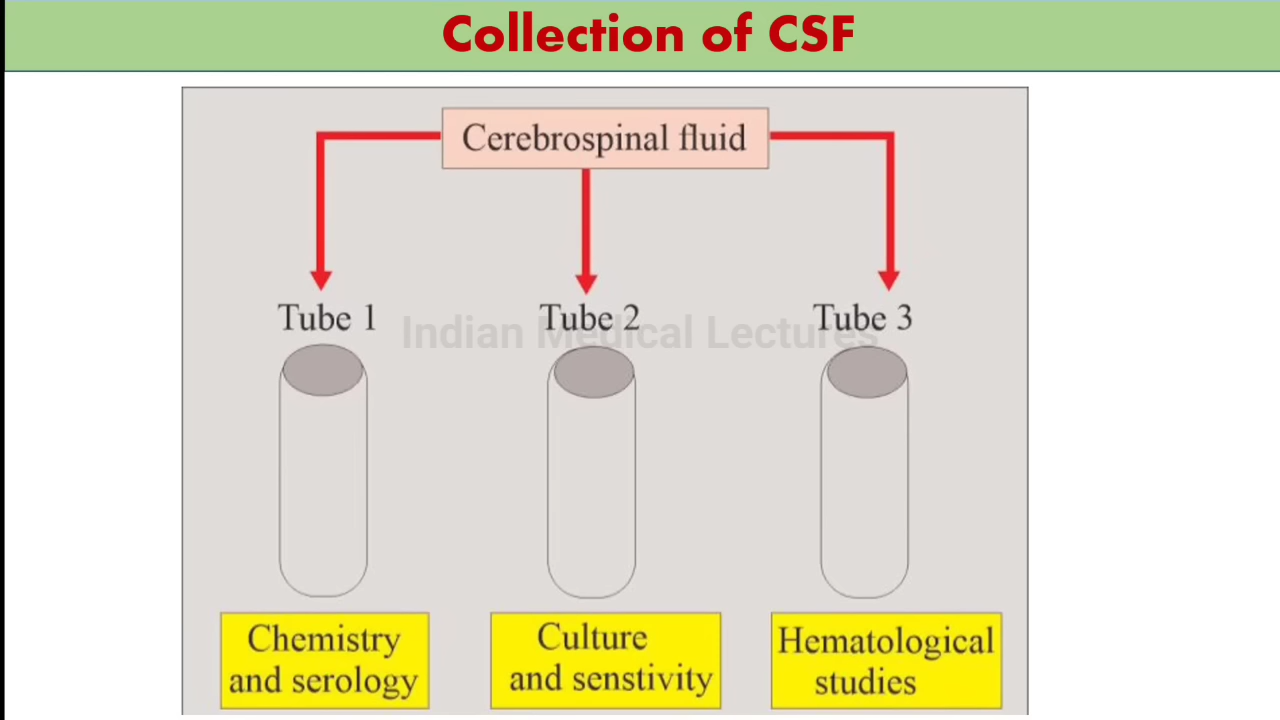 Collection of CSF
Cerebrospinal fluid
Tube 1
Tube 2
Tube 3
Indian Medical Lectures
Chemistry
and serology
Culture
and senstivity
Hematological
studies